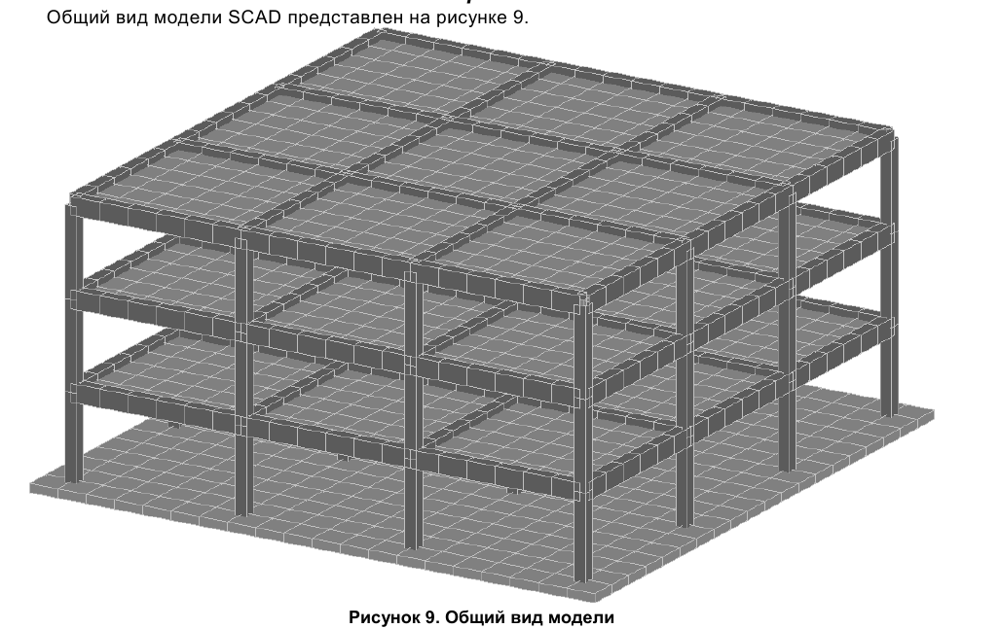 Общий вид модели SCAD представлен на рисунке 9.
Рисунок 9. Общий вид модели